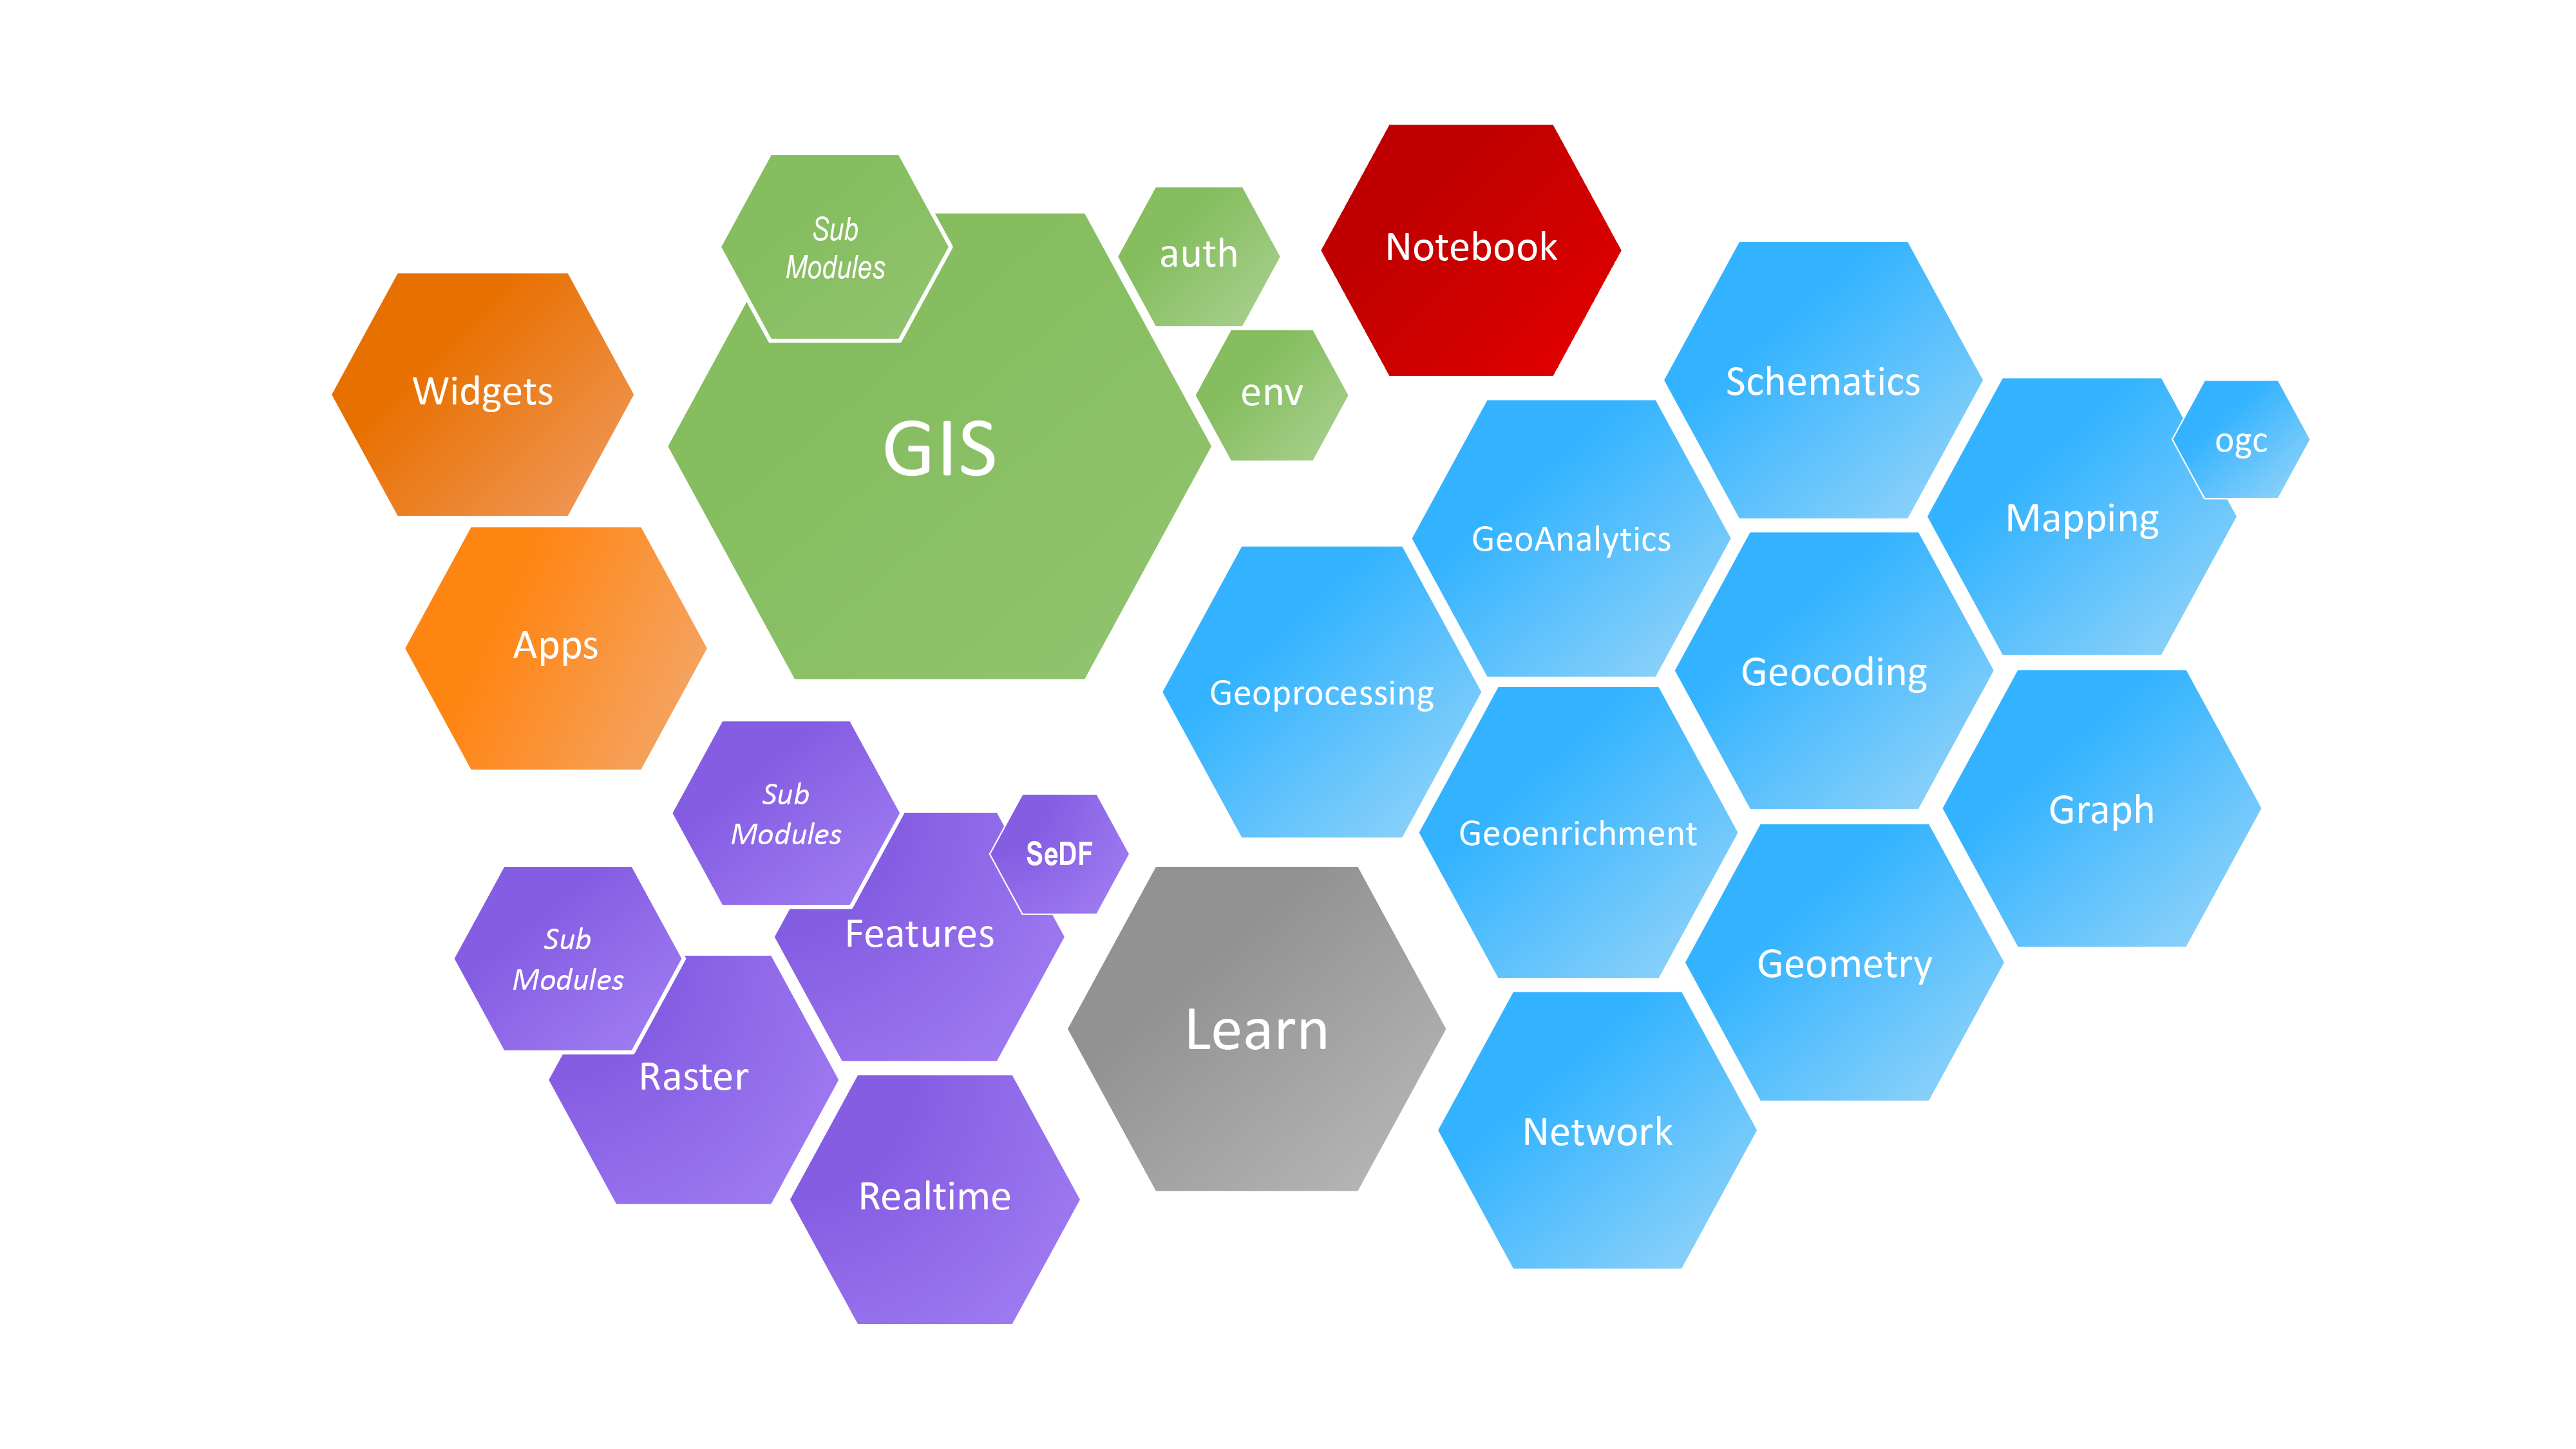 Sub
Modules
auth
Notebook
Widgets
GIS
env
Schematics
ogc
Mapping
GeoAnalytics
Apps
Geoprocessing
Geocoding
Sub
Modules
SeDF
Geoenrichment
Graph
Features
Sub
Modules
Learn
Geometry
Raster
Network
Realtime